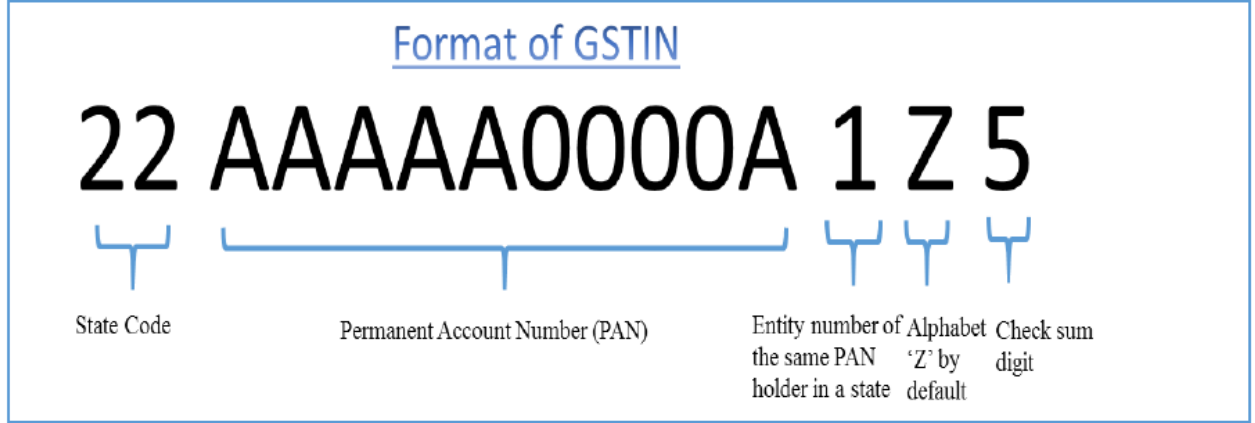 Format of GSTIN
22 AAAAA0000A 1 Z 5
State Code
Permanent Account Number (PAN)
Entity number of
the same PAN
holder in a state
Alphabet
‘Z’ by
default
Check sum
digit